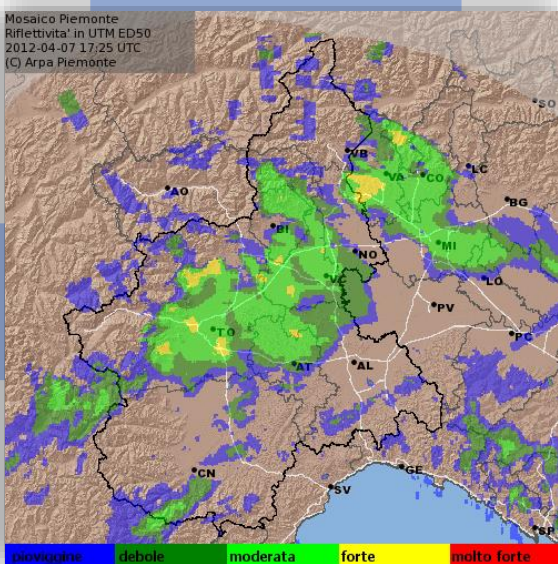 Mosaico Piemonte
Riflettivita' in UTM ED50
2012-04-07 17:25 UTC
(C) Arpa Piemonte
SO
VB
LC
VA
CO
AO
BG
BI
MI
NO
VC
LO
PV
TO
PC
AT
AL
CN
GE
SV
SP
pioviggine debole moderata forte molto forte